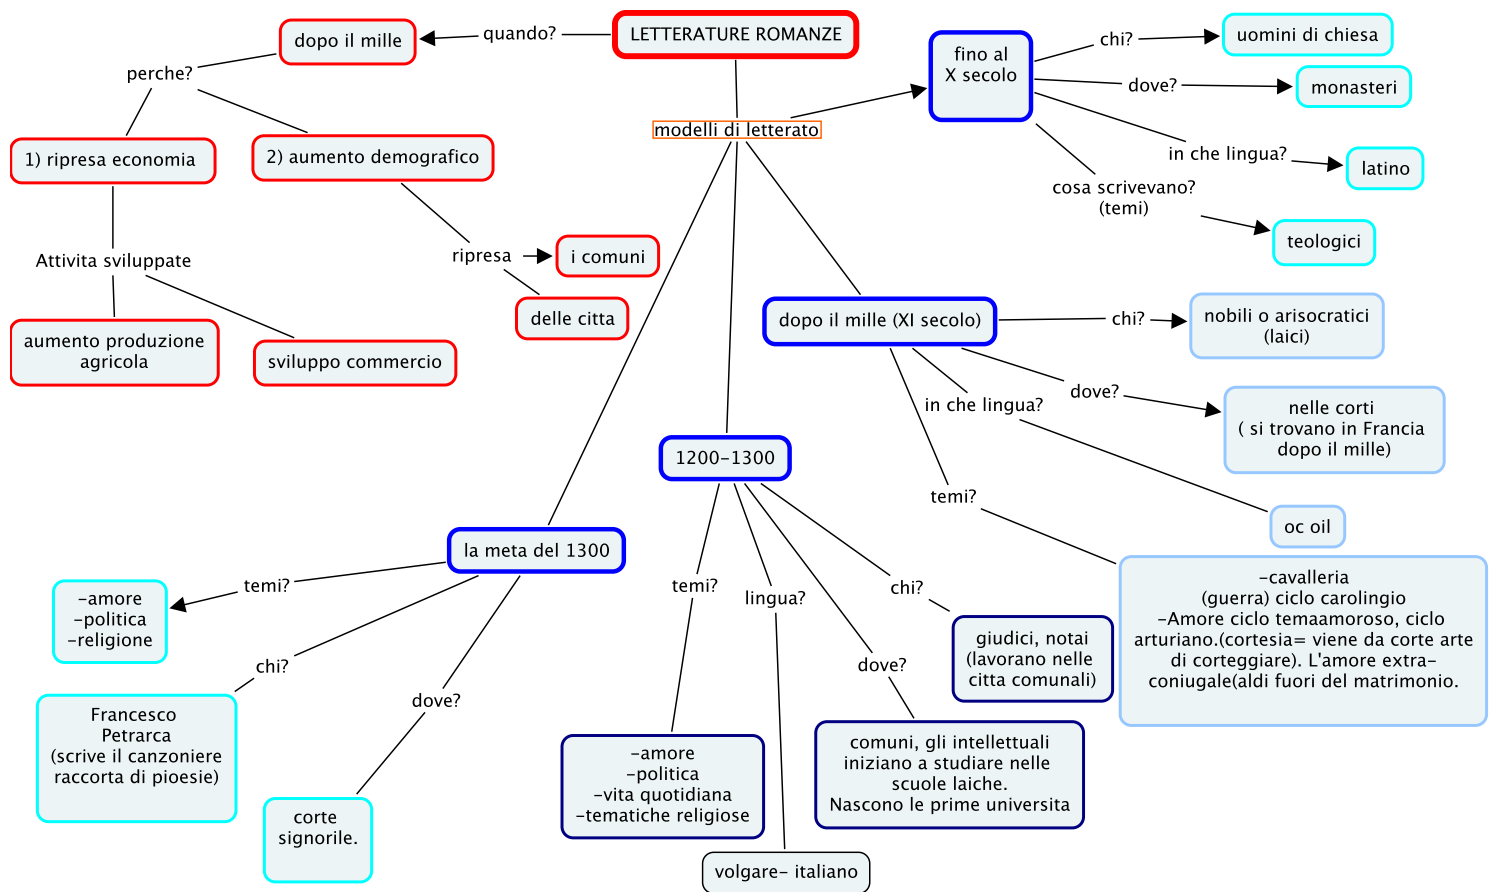 LETTERATURE ROMANZE
quando?
dopo il mille
perche?
1) ripresa economia
2) aumento demografico
Attivita sviluppate
aumento produzione
agricola
sviluppo commercio
ripresa
i comuni
delle citta
modelli di letterato
fino al
X secolo
chi?
uomini di chiesa
dove?
monasteri
in che lingua?
latino
cosa scrivevano?
(temi)
teologici
dopo il mille (XI secolo)
chi?
nobili o arisocratici
(laici)
dove?
nelle corti
( si trovano in Francia
dopo il mille)
in che lingua?
oc oil
temi?
-cavalleria
(guerra) ciclo carolingio
-Amore ciclo temaamoroso, ciclo
arturiano.(cortesia= viene da corte arte
di corteggiare). L'amore extra-
coniugale(aldi fuori del matrimonio.
1200-1300
temi?
-amore
-politica
-vita quotidiana
-tematiche religiose
lingua?
volgare- italiano
dove?
comuni, gli intellettuali
iniziano a studiare nelle
scuole laiche.
Nascono le prime universita
chi?
giudici, notai
(lavorano nelle
citta comunali)
la meta del 1300
temi?
-amore
-politica
-religione
chi?
Francesco
Petrarca
(scrive il canzoniere
raccorta di pioesie)
dove?
corte
signorile.